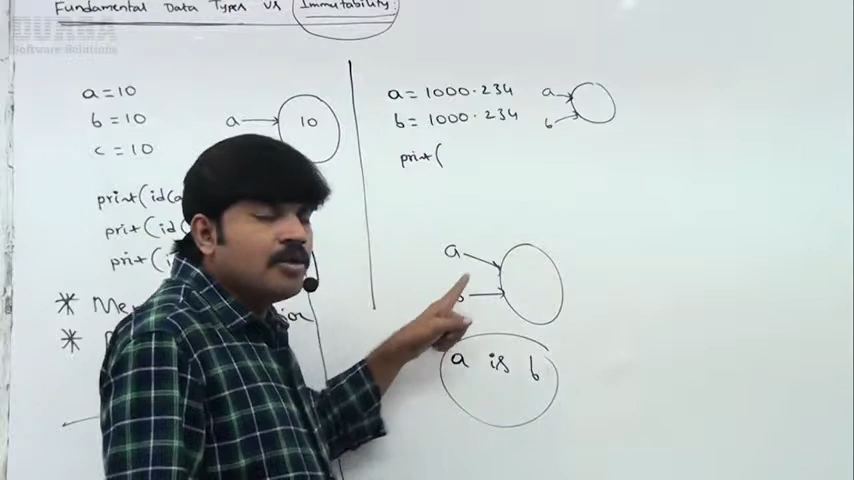 DURGA
Software Solutions
Fundamental Data Types vs Immutability:
a = 10
b = 10
c = 10
a
10
print(id(a
print(id(
print(i
* Me
*
a = 1000.234
b = 1000.234
print(
a
b
a
b
a is b